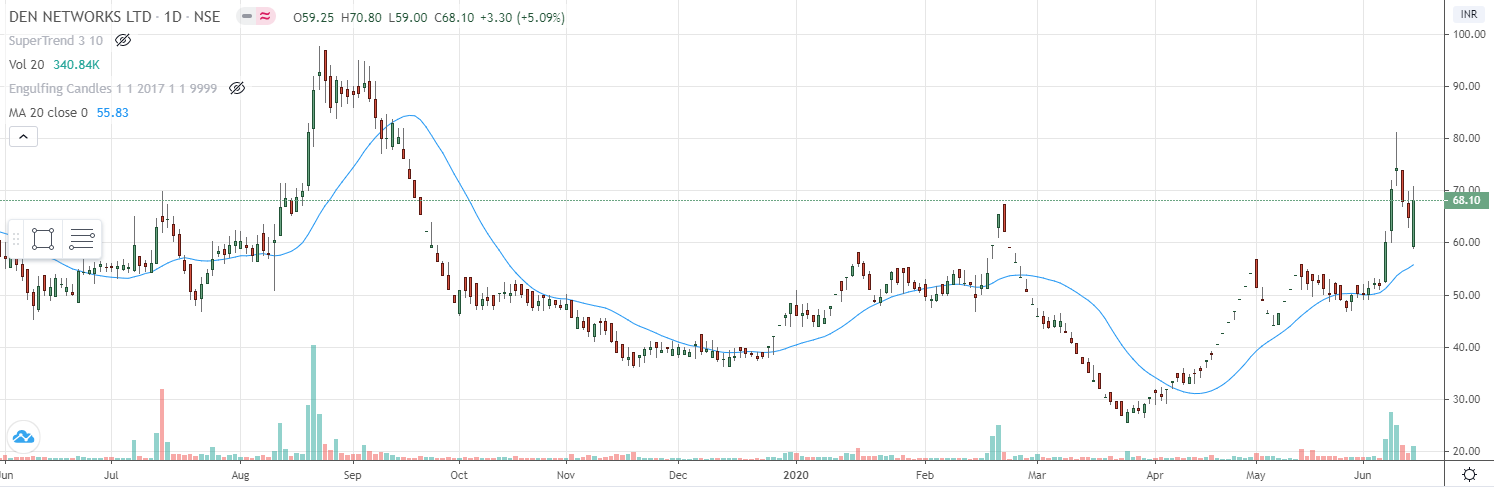 DEN NETWORKS LTD · 1D · NSE O59.25 H70.80 L59.00 C68.10 +3.30 (+5.09%)
INR
SuperTrend 3 10
Vol 20 340.84K
Engulfing Candles 1 1 2017 1 1 9999
MA 20 close 0 55.83
100.00
90.00
80.00
70.00
68.10
60.00
50.00
40.00
30.00
20.00
Jun Jul Aug Sep Oct Nov Dec 2020 Feb Mar Apr May Jun